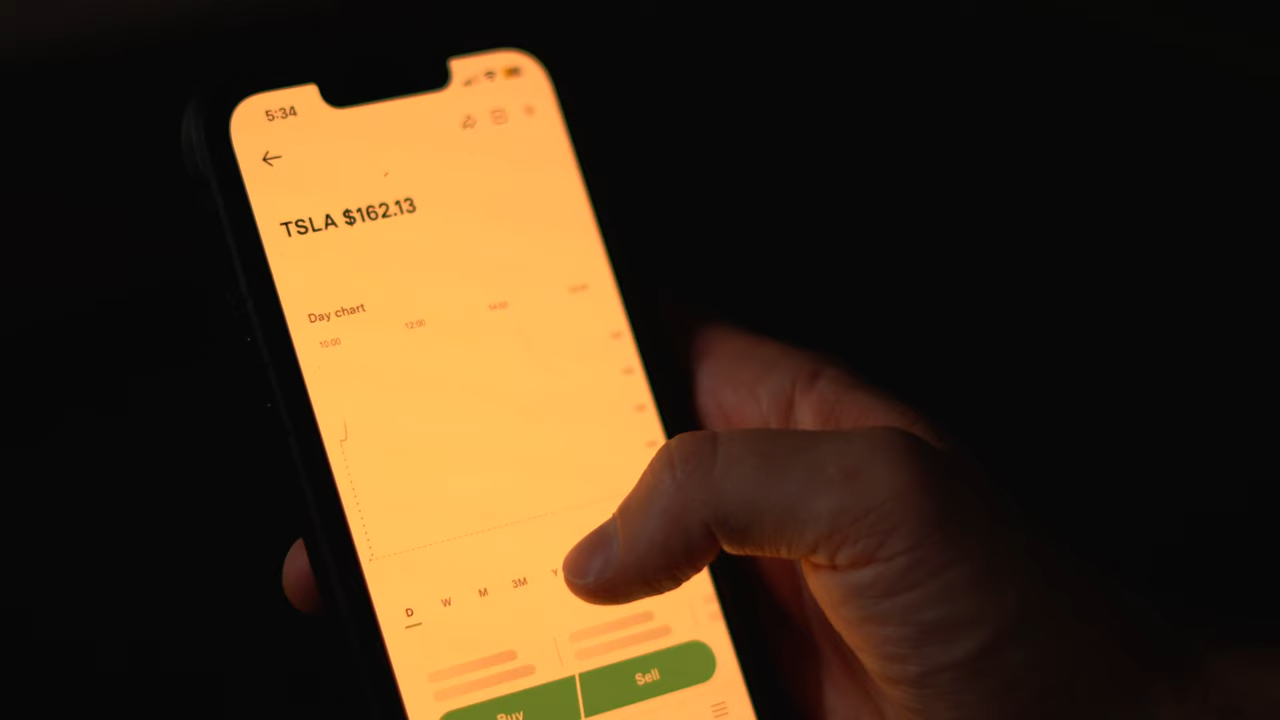 5:34
TSLA $162.13
Day chart
10:00 12:00 14:00
D W M 3M Y
Buy Sell